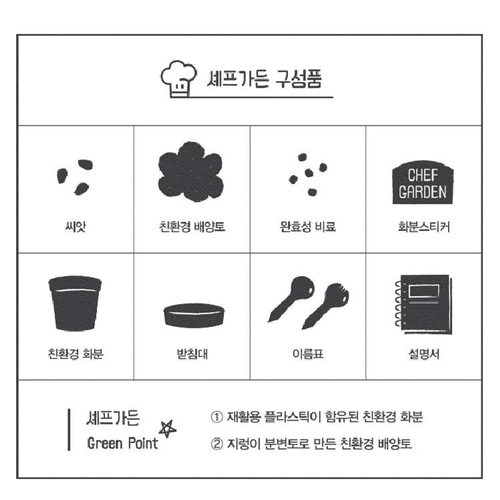 셰프가든 구성품
씨앗
친환경 배양토
완효성 비료
CHEF
GARDEN
화분스티커
친환경 화분
받침대
이름표
설명서
셰프가든
Green Point
① 재활용 플라스틱이 함유된 친환경 화분
② 지렁이 분변토로 만든 친환경 배양토